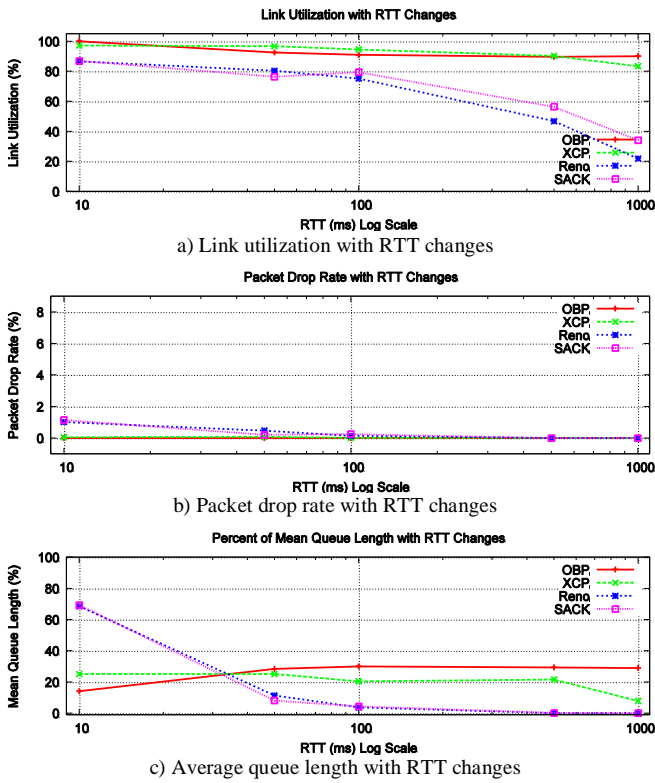 Link Utilization with RTT Changes
Link Utilization (%)
100
80
60
40
20
0
OBP
XCP
Reno
SACK
10
100
1000
RTT (ms) Log Scale
a) Link utilization with RTT changes
Packet Drop Rate with RTT Changes
Packet Drop Rate (%)
8
6
4
2
0
OBP
XCP
Reno
SACK
10
100
1000
RTT (ms) Log Scale
b) Packet drop rate with RTT changes
Percent of Mean Queue Length with RTT Changes
Mean Queue Length (%)
100
80
60
40
20
0
OBP
XCP
Reno
SACK
10
100
1000
RTT (ms) Log Scale
c) Average queue length with RTT changes